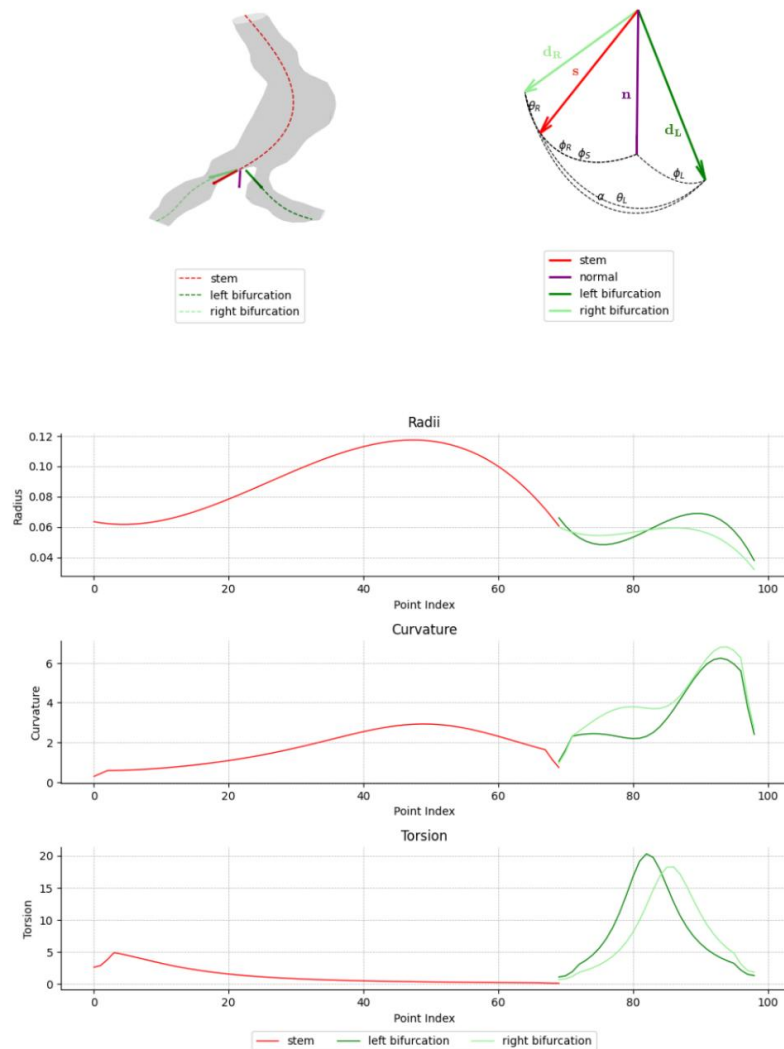 d_R
s
n
d_L
θ_R
ϕ_R
ϕ_S
ϕ_L
α
θ_L
stem
left bifurcation
right bifurcation
stem
normal
left bifurcation
right bifurcation
Radii
0.12
0.10
0.08
0.06
0.04
Radius
0 20 40 60 80 100
Point Index
Curvature
6
4
2
0
Curvature
0 20 40 60 80 100
Point Index
Torsion
20
15
10
5
0
Torsion
0 20 40 60 80 100
Point Index
stem left bifurcation right bifurcation